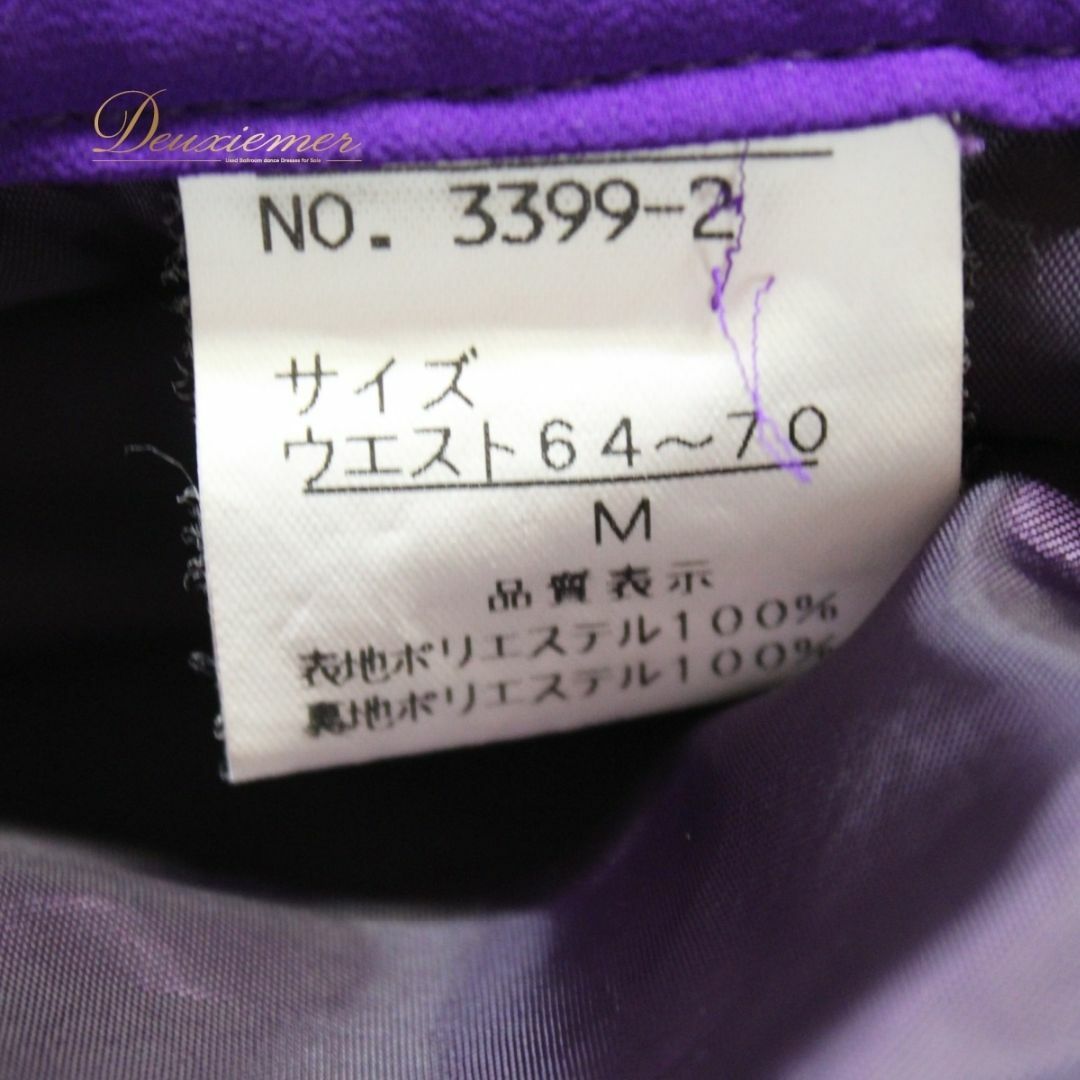 Deuxiemer
Used Ballroom dance Dresses for Sale
NO. 3399-2
サイズ
ウエスト64〜70
M
品質表示
表地ポリエステル100%
裏地ポリエステル100%